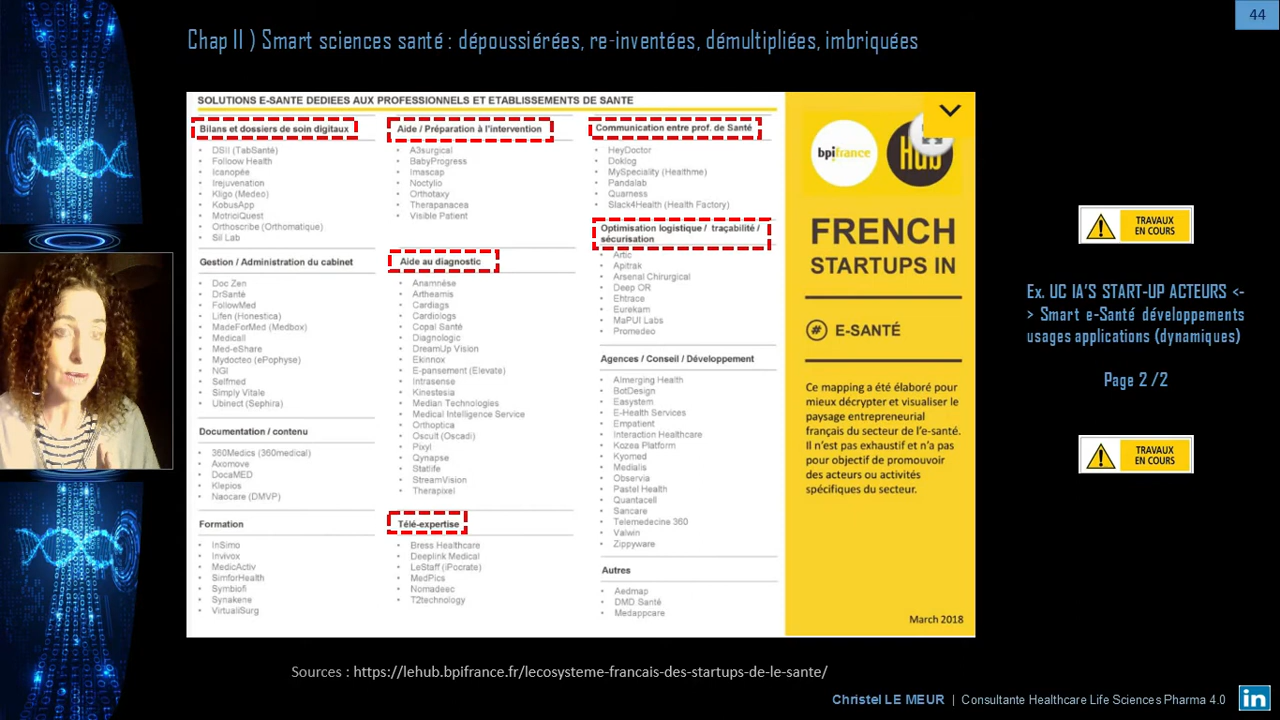 44
Chap II ) Smart sciences santé : dépoussiérées, re-inventées, démultipliées, imbriquées
SOLUTIONS E-SANTE DEDIEES AUX PROFESSIONNELS ET ETABLISSEMENTS DE SANTE
Bilans et dossiers de soin digitaux
DSII (TabSanté)
Folloow Health
Icanopée
Irejuvenation
Kligo (Medeo)
KobusApp
MotriciQuest
Orthoscribe (Orthomatique)
Sil Lab
Gestion / Administration du cabinet
Doc Zen
DrSanté
FollowMed
Lifen (Honestica)
MadeForMed (Medbox)
Medicall
Med-eShare
Mydocteo (ePophyse)
NGI
Selfmed
Simply Vitale
Ubinect (Sephira)
Documentation / contenu
360Medics (360medical)
Axomove
DocaMED
Klepios
Naocare (DMVP)
Formation
InSimo
Invivox
MedicActiv
SimforHealth
Symbiofi
Synakene
VirtualiSurg
Aide / Préparation à l'intervention
A3surgical
BabyProgress
Imascap
Noctylio
Orthotaxy
Therapanacea
Visible Patient
Aide au diagnostic
Anamnèse
Artheamis
Cardiags
Cardiologs
Copal Santé
Diagnologic
DreamUp Vision
Ekinnox
E-pansement (Elevate)
Intrasense
Kinestesia
Median Technologies
Medical Intelligence Service
Orthoptica
Oscult (Oscadi)
Pixyl
Qynapse
Statlife
StreamVision
Therapixel
Télé-expertise
Bress Healthcare
Deeplink Medical
LeStaff (iPocrate)
MedPics
Nomadeec
T2technology
Communication entre prof. de Santé
HeyDoctor
Doklog
MySpeciality (Healthme)
Pandalab
Quarness
Slack4Health (Health Factory)
Optimisation logistique / traçabilité /
sécurisation
Artic
Apitrak
Arsenal Chirurgical
Deep OR
Ehtrace
Eurekam
MaPUI Labs
Promedeo
Agences / Conseil / Développement
AImerging Health
BotDesign
Easystem
E-Health Services
Empatient
Interaction Healthcare
Kozea Platform
Kyomed
Medialis
Observia
Pastel Health
Quantacell
Sancare
Telemedecine 360
Valwin
Zippyware
Autres
Aedmap
DMD Santé
Medappcare
bpifrance
Hub
FRENCH
STARTUPS IN
# E-SANTÉ
Ce mapping a été élaboré pour
mieux décrypter et visualiser le
paysage entrepreneurial
français du secteur de l'e-santé.
Il n'est pas exhaustif et n'a pas
pour objectif de promouvoir
des acteurs ou activités
spécifiques du secteur.
March 2018
TRAVAUX
EN COURS
Ex. UC IA'S START-UP ACTEURS <-
> Smart e-Santé développements
usages applications (dynamiques)
Page 2 /2
TRAVAUX
EN COURS
Sources : https://lehub.bpifrance.fr/lecosysteme-francais-des-startups-de-le-sante/
Christel LE MEUR | Consultante Healthcare Life Sciences Pharma 4.0
in